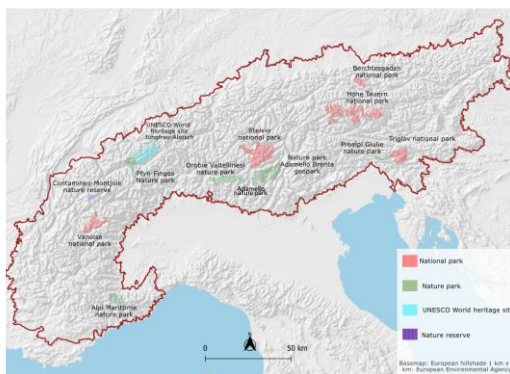 Berchtesgaden
national park
Hohe Tauern
national park
UNESCO World
heritage site
Jungfrau-Aletsch
Stelvio
national park
Triglav national park
Prealpi Giulie
nature park
Orobie Valtellinesi
nature park
Nature park
Adamello Brenta
geopark
Pfyn-Finges
Nature park
Adamello
nature park
Contamines-Montjoie
nature reserve
Vanoise
national park
Alpi Marittime
nature park
National park
Nature park
UNESCO World heritage sit
Nature reserve
N
0 50 km
Basemap: European hillshade 1 km x
km: European Environmental Agency